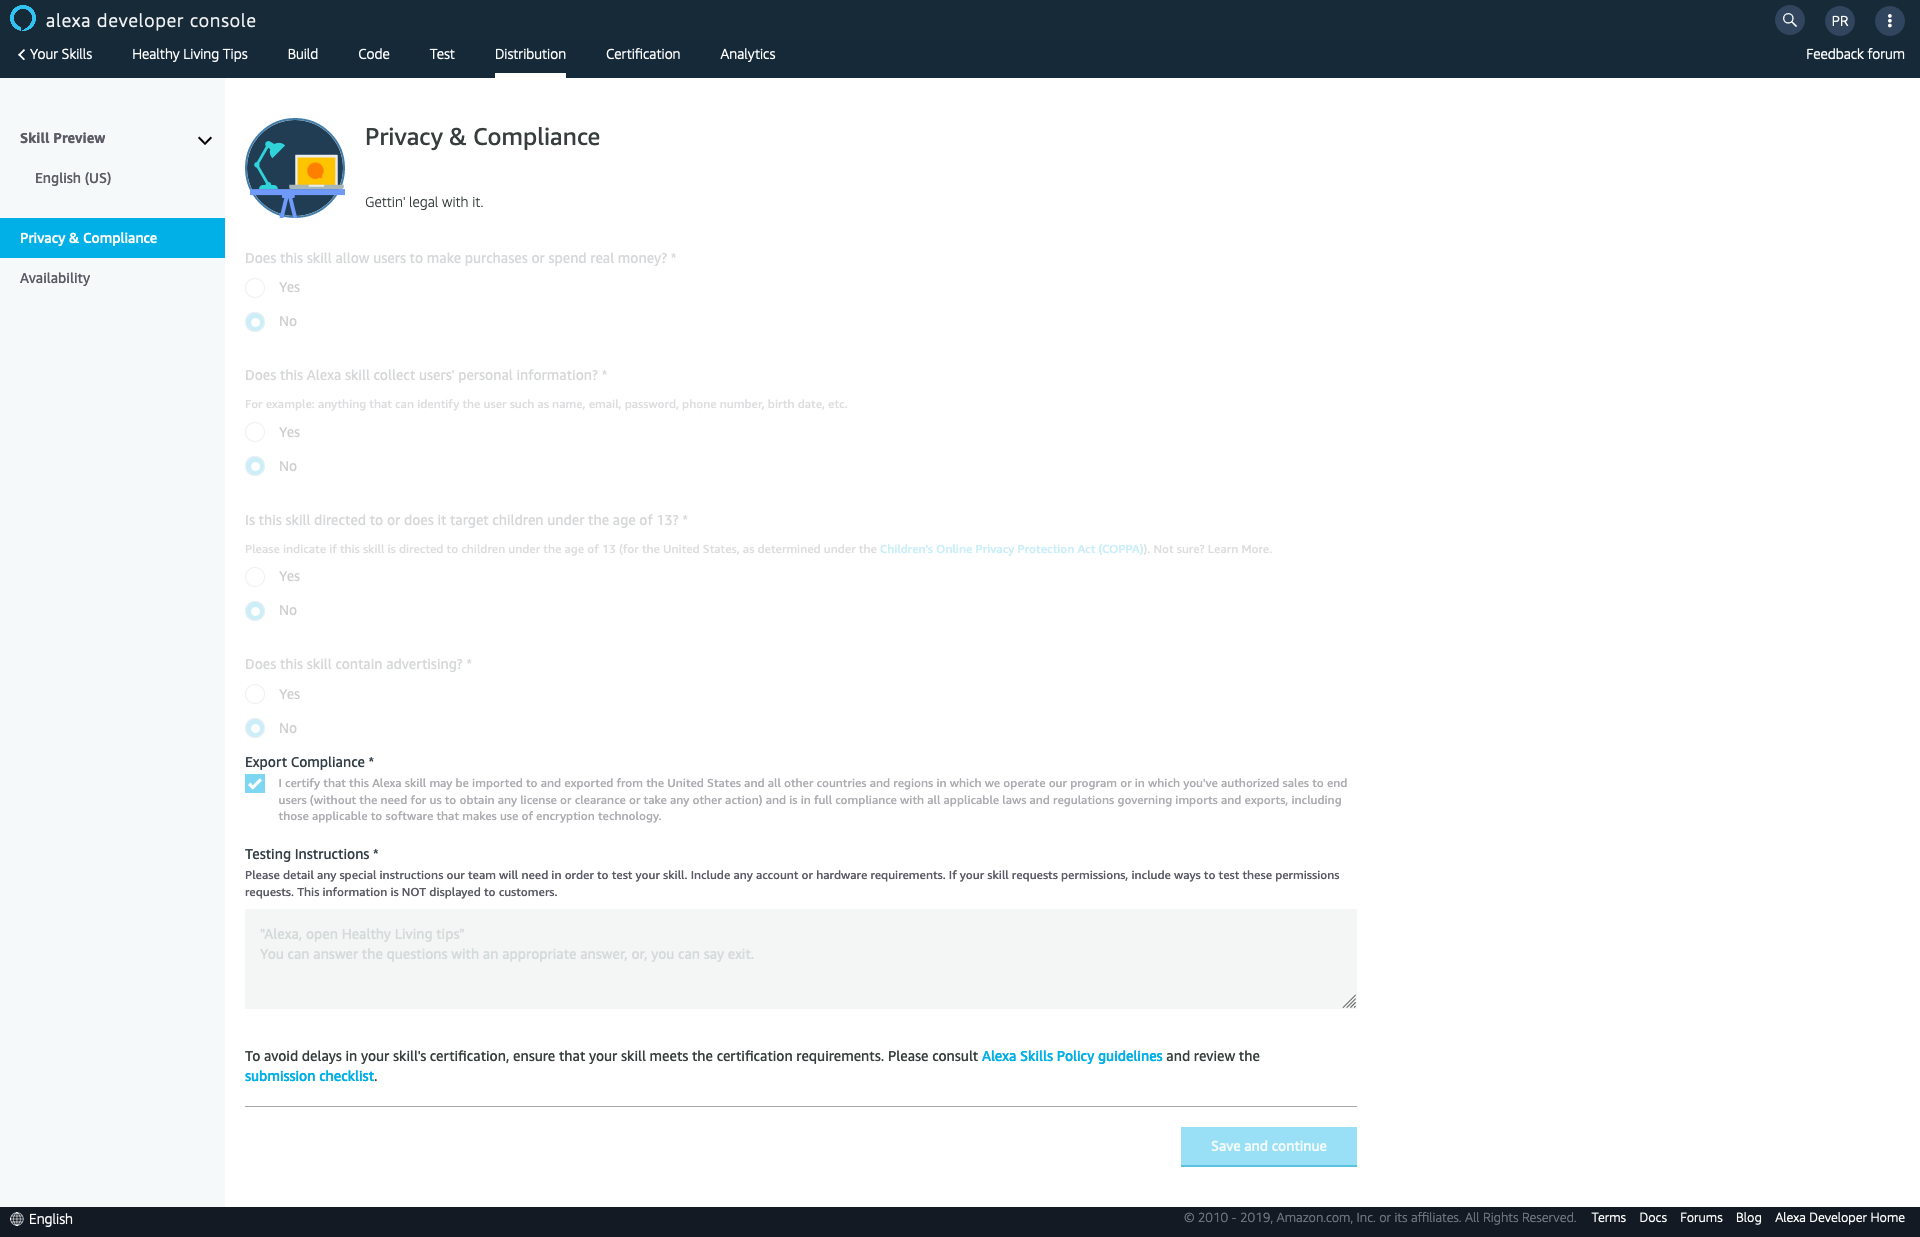 alexa developer console
PR
Your Skills
Healthy Living Tips
Build
Code
Test
Distribution
Certification
Analytics
Feedback forum
Skill Preview
English (US)
Privacy & Compliance
Availability
Privacy & Compliance
Gettin' legal with it.
Does this skill allow users to make purchases or spend real money? *
Yes
No
Does this Alexa skill collect users' personal information? *
For example: anything that can identify the user such as name, email, password, phone number, birth date, etc.
Yes
No
Is this skill directed to or does it target children under the age of 13? *
Please indicate if this skill is directed to children under the age of 13 (for the United States, as determined under the Children's Online Privacy Protection Act (COPPA)). Not sure? Learn More.
Yes
No
Does this skill contain advertising? *
Yes
No
Export Compliance *
I certify that this Alexa skill may be imported to and exported from the United States and all other countries and regions in which we operate our program or in which you've authorized sales to end
users (without the need for us to obtain any license or clearance or take any other action) and is in full compliance with all applicable laws and regulations governing imports and exports, including
those applicable to software that makes use of encryption technology.
Testing Instructions *
Please detail any special instructions our team will need in order to test your skill. Include any account or hardware requirements. If your skill requests permissions, include ways to test these permissions
requests. This information is NOT displayed to customers.
"Alexa, open Healthy Living tips"
You can answer the questions with an appropriate answer, or, you can say exit.
To avoid delays in your skill's certification, ensure that your skill meets the certification requirements. Please consult Alexa Skills Policy guidelines and review the
submission checklist.
Save and continue
English
© 2010 - 2019, Amazon.com, Inc. or its affiliates. All Rights Reserved.
Terms
Docs
Forums
Blog
Alexa Developer Home